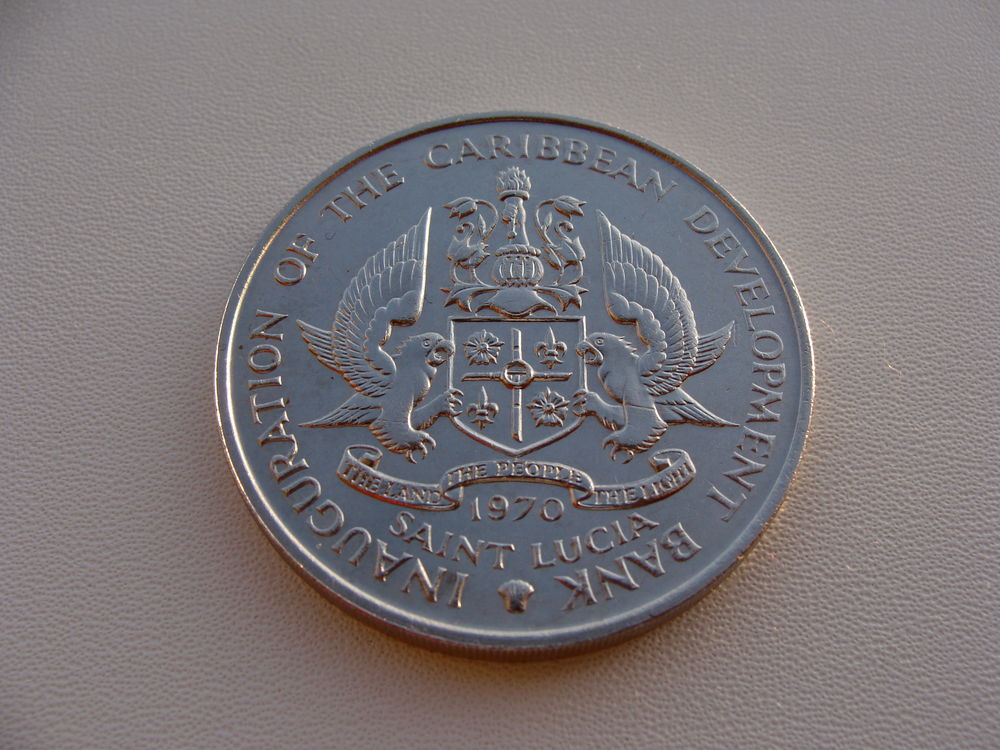 INAUGURATION OF THE CARIBBEAN DEVELOPMENT BANK
THE LAND THE PEOPLE THE LIGHT
1970
SAINT LUCIA